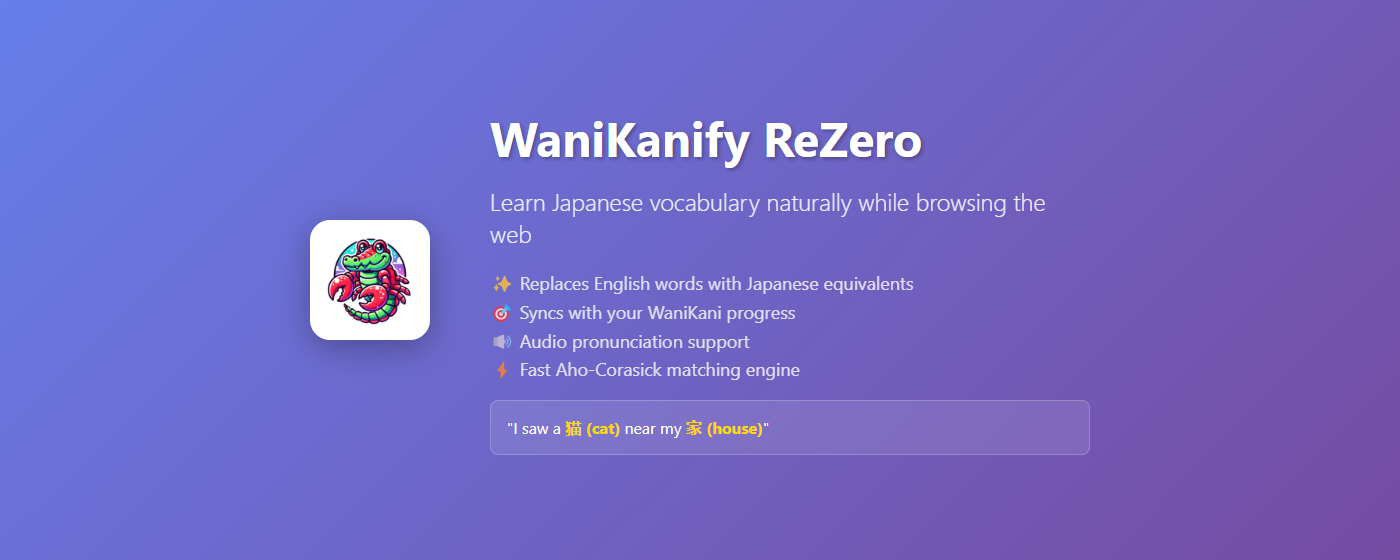 WaniKanify ReZero
Learn Japanese vocabulary naturally while browsing the
web
✨ Replaces English words with Japanese equivalents
🎯 Syncs with your WaniKani progress
🔊 Audio pronunciation support
⚡ Fast Aho-Corasick matching engine
"I saw a 猫 (cat) near my 家 (house)"